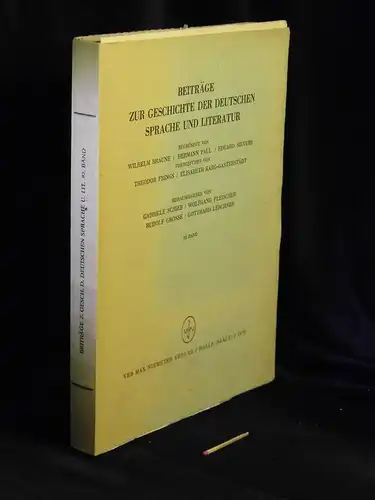 BEITRÄGE
ZUR GESCHICHTE DER DEUTSCHEN
SPRACHE UND LITERATUR
BEGRÜNDET VON
WILHELM BRAUNE / HERMANN PAUL / EDUARD SIEVERS
FORTGEFÜHRT VON
THEODOR FRINGS / ELISABETH KARG-GASTERSTÄDT
HERAUSGEGEBEN VON
GABRIELE SCHIEB / WOLFGANG FLEISCHER
RUDOLF GROSSE / GOTTHARD LERCHNER
BAND
VEB MAX NIEMEYER VERLAG / HALLE (SAALE)
BEITRÄGE Z. GESCH. D. DEUTSCHEN SPRACHE U. LIT. BAND